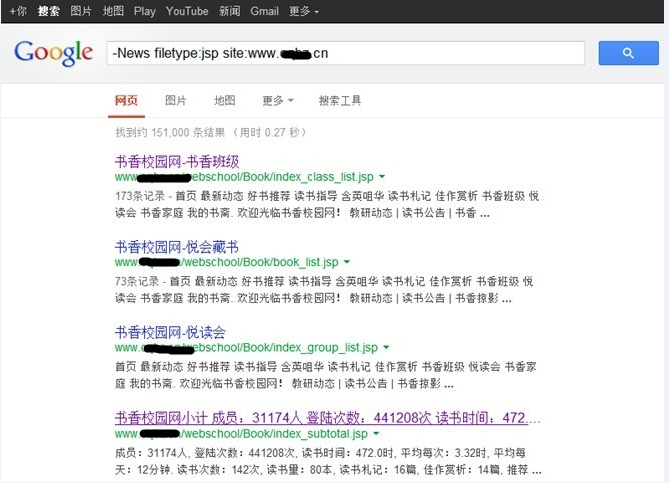 +你 搜索 图片 地图 Play YouTube 新闻 Gmail 更多
Google -News filetype:jsp site:www. cn
网页 图片 地图 更多 搜索工具
找到约 151,000 条结果 （用时 0.27 秒）
书香校园网-书香班级
www. /webschool/Book/index_class_list.jsp
173条记录 - 首页 最新动态 好书推荐 读书指导 含英咀华 读书札记 佳作赏析 书香班级 悦
读会 书香家庭 我的书斋. 欢迎光临书香校园网！ 教研动态 | 读书公告 | 书香 ...
书香校园网-悦会藏书
www. /webschool/Book/book_list.jsp
73条记录 - 首页 最新动态 好书推荐 读书指导 含英咀华 读书札记 佳作赏析 书香班级 悦
读会 书香家庭 我的书斋. 欢迎光临书香校园网！ 教研动态 | 读书公告 | 书香掠影 ...
书香校园网-悦读会
www. /webschool/Book/index_group_list.jsp
首页 最新动态 好书推荐 读书指导 含英咀华 读书札记 佳作赏析 书香班级 悦读会 书香家
庭 我的书斋. 欢迎光临书香校园网！ 教研动态 | 读书公告 | 书香掠影 ...
书香校园网小计 成员：31174人 登陆次数：441208次 读书时间：472....
www. /webschool/Book/index_subtotal.jsp
成员：31174人, 登陆次数：441208次, 读书时间：472.0时, 平均每次：3.32时, 平均每
天：12分钟. 读书次数：142次, 读书量：80本, 读书札记：16篇, 佳作赏析：14篇, 推荐 ...